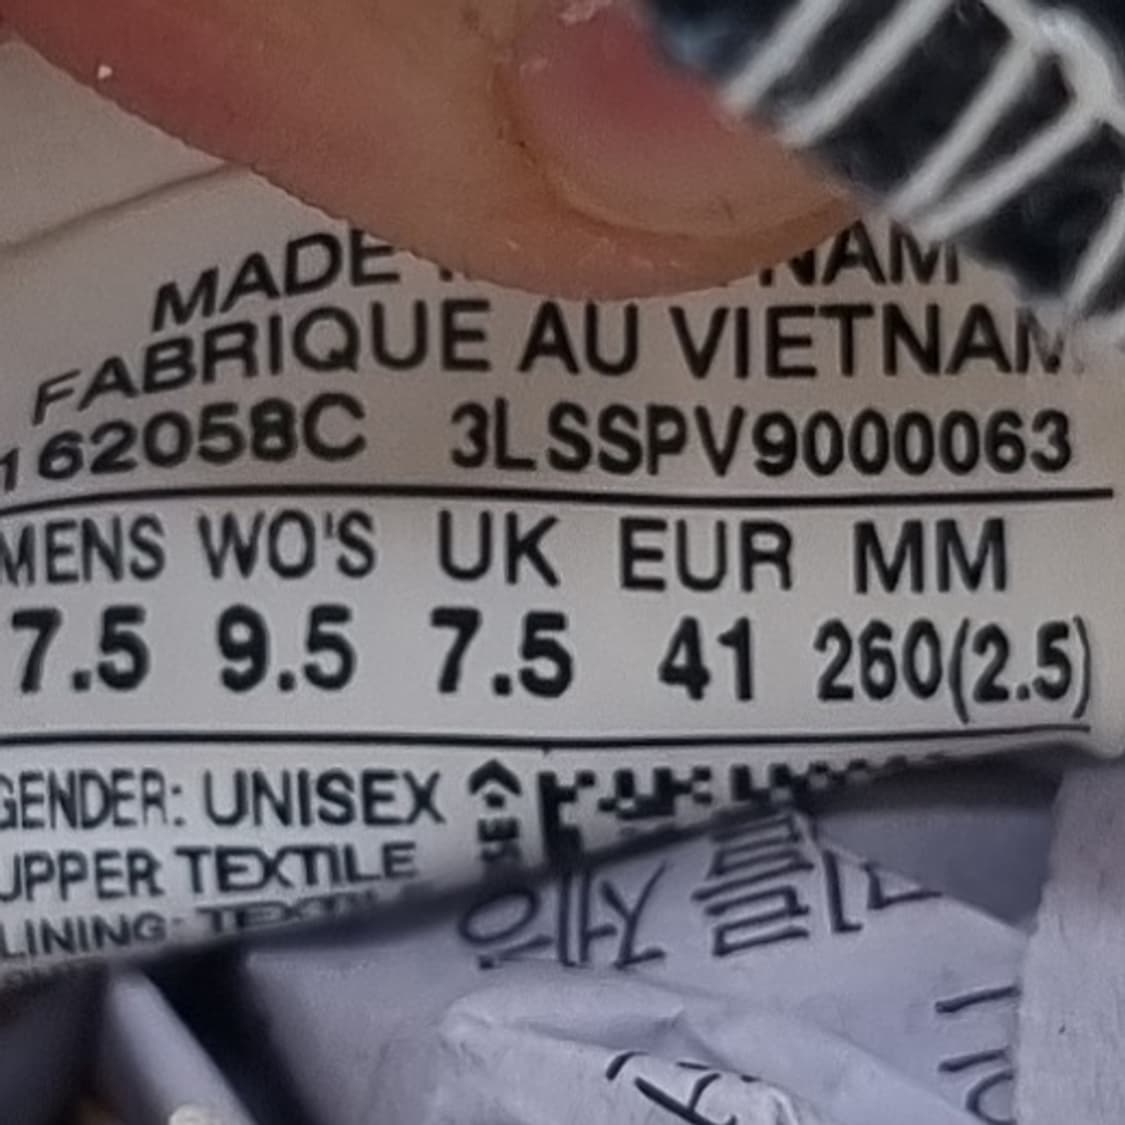 MADE
FABRIQUE AU VIETNAM
162058C 3LSSPV9000063
MENS WO'S UK EUR MM
7.5 9.5 7.5 41 260(2.5)
GENDER: UNISEX
UPPER TEXTILE
LINING: TEXTILE